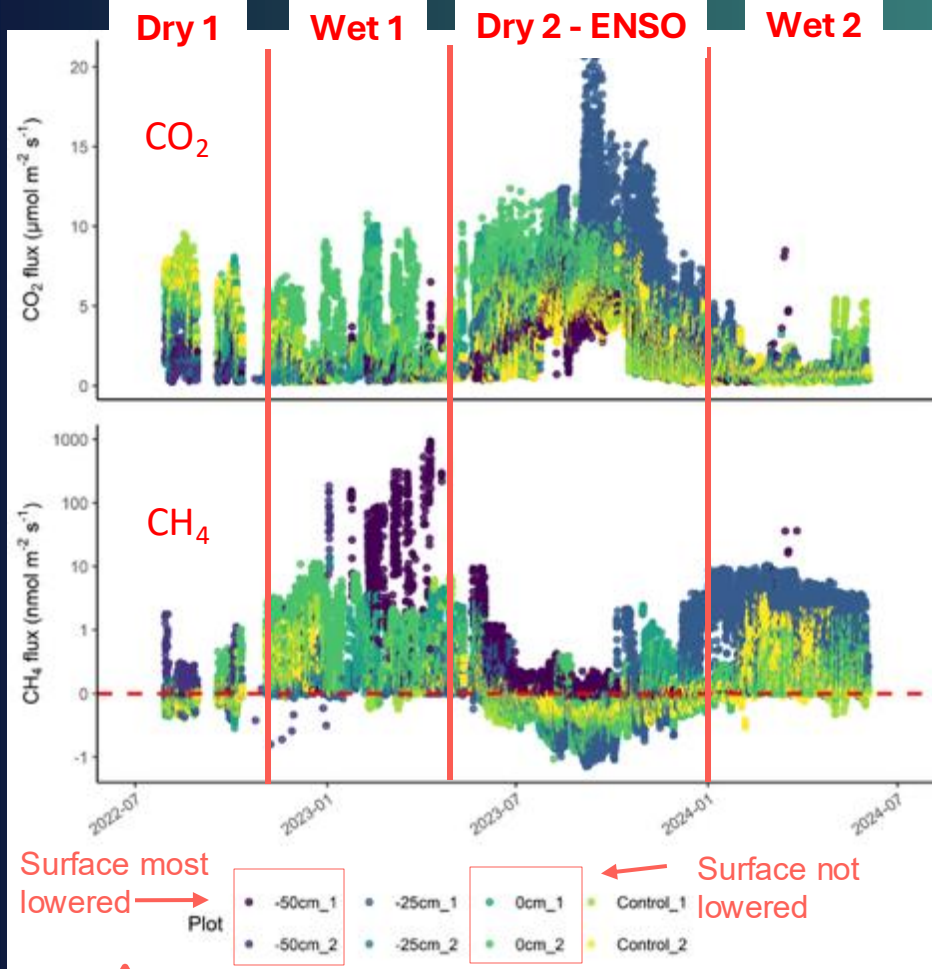 Dry 1 Wet 1 Dry 2 - ENSO Wet 2
CO₂
CO₂ flux (μmol m⁻² s⁻¹)
20
15
10
5
0
CH₄
CH₄ flux (nmol m⁻² s⁻¹)
1000
100
10
1
0
-1
2022-07 2023-01 2023-07 2024-01 2024-07
Surface most
lowered
Surface not
lowered
Plot
-50cm_1 -25cm_1 0cm_1 Control_1
-50cm_2 -25cm_2 0cm_2 Control_2